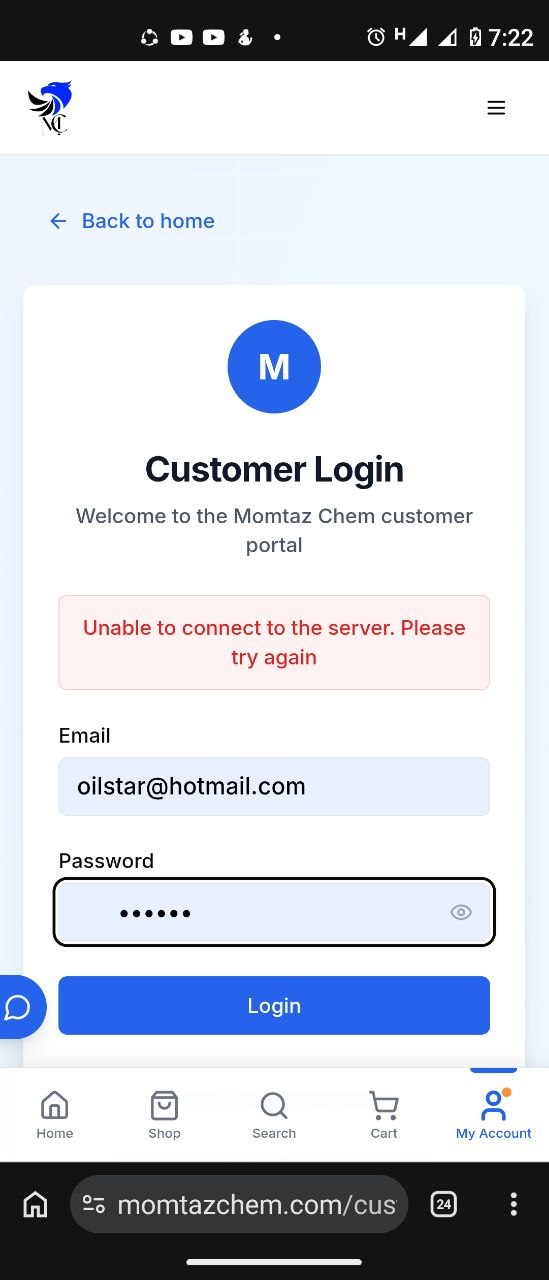 H
7:22
Back to home
M
Customer Login
Welcome to the Momtaz Chem customer
portal
Unable to connect to the server. Please
try again
Email
oilstar@hotmail.com
Password
••••••
Login
Home
Shop
Search
Cart
My Account
momtazchem.com/cus
24